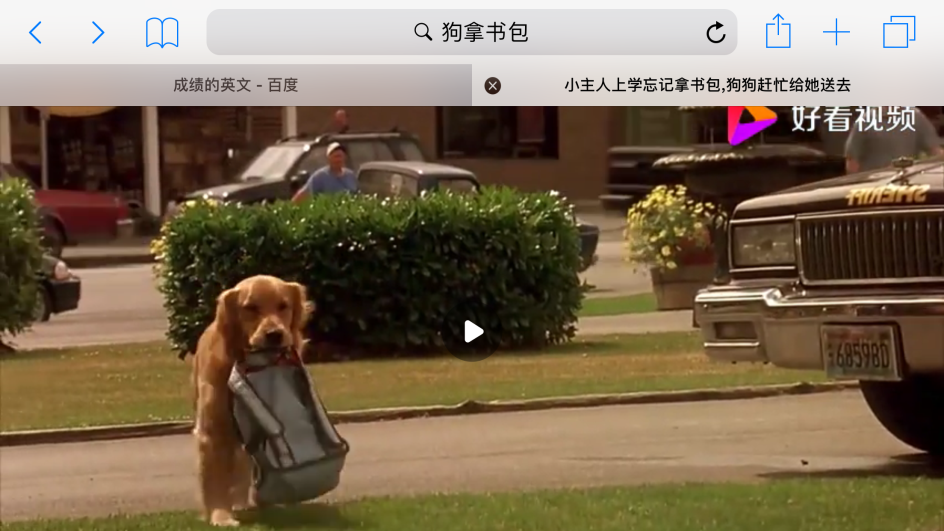 狗拿书包
成绩的英文 - 百度
小主人上学忘记拿书包,狗狗赶忙给她送去
好看视频
68598D